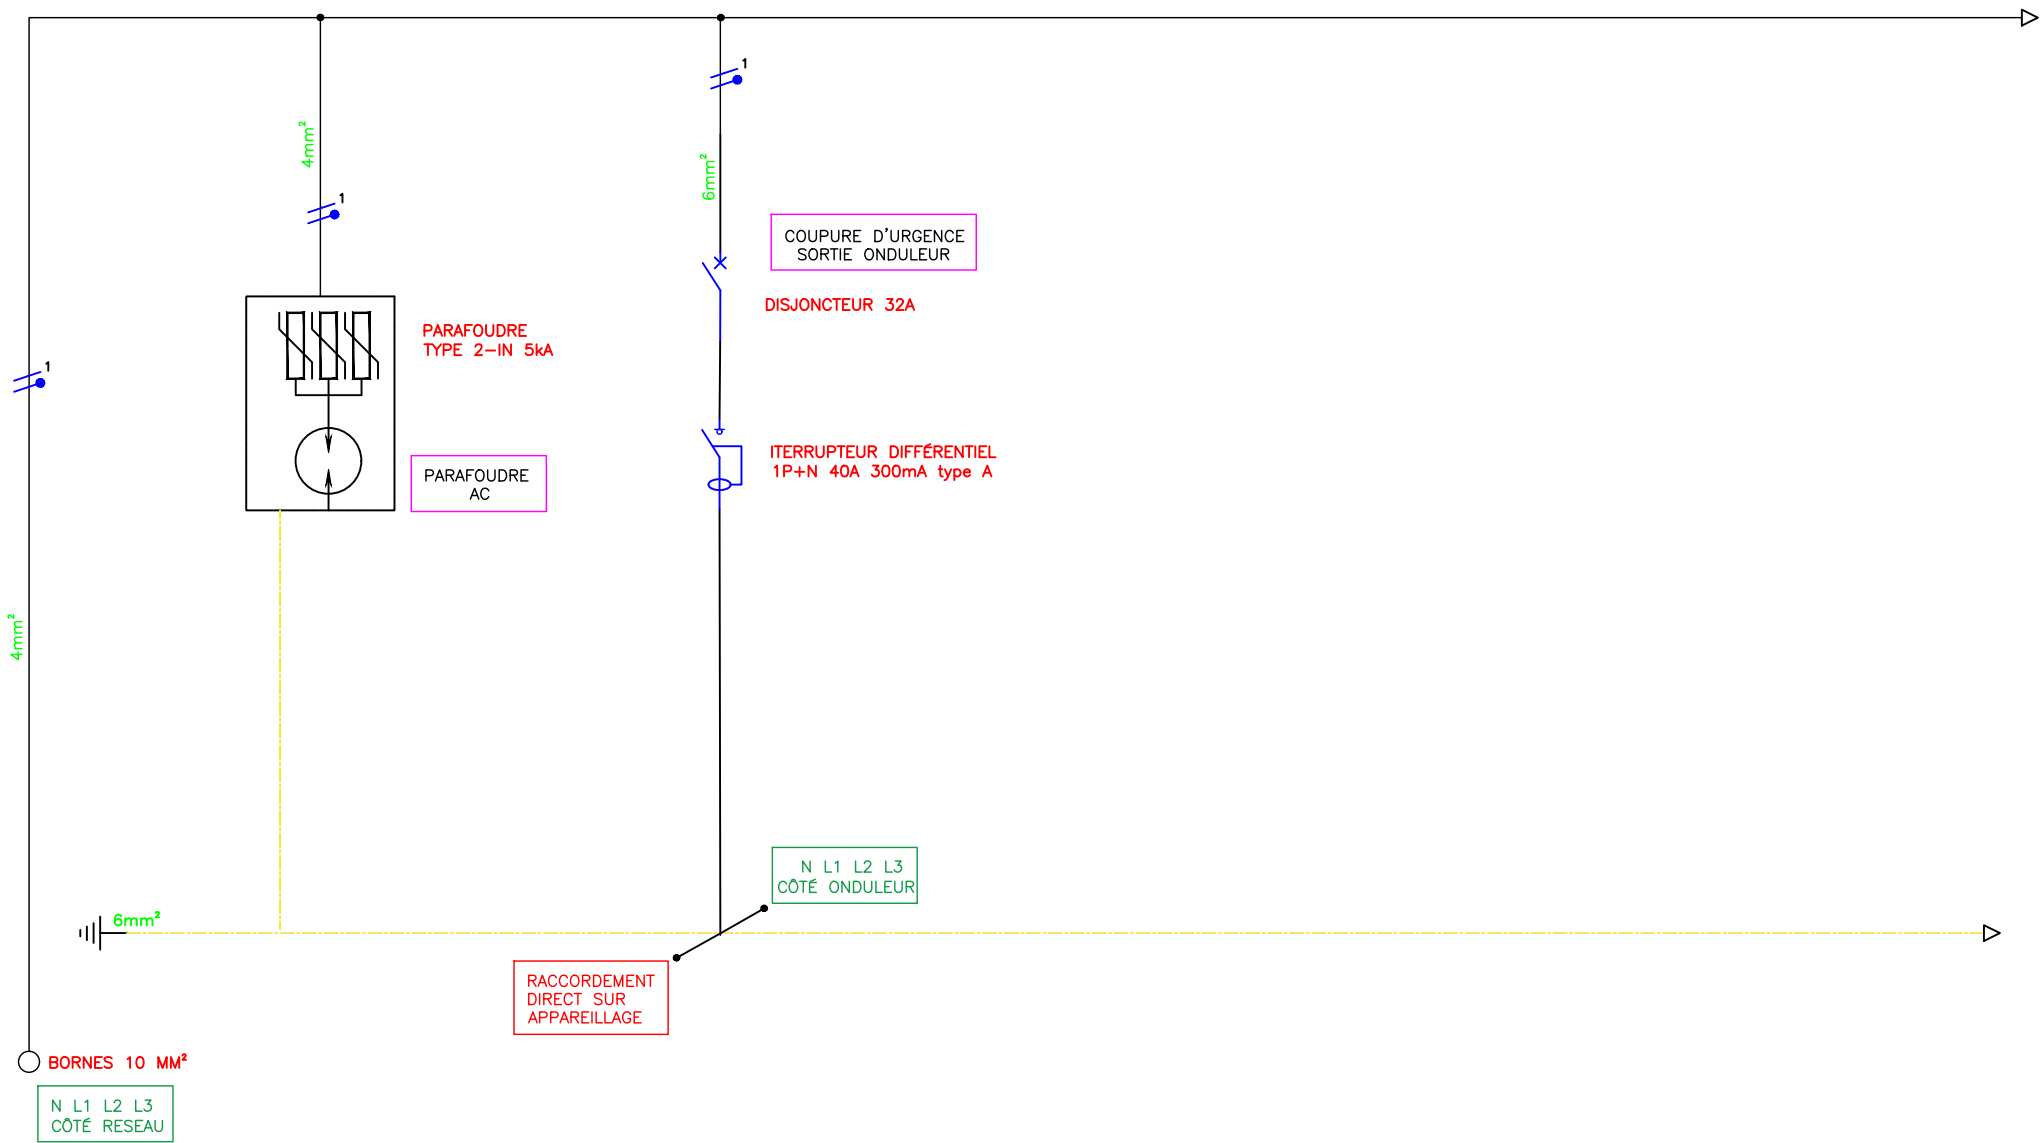 1
4mm²
1
6mm²
COUPURE D'URGENCE
SORTIE ONDULEUR
DISJONCTEUR 32A
PARAFOUDRE
TYPE 2-IN 5kA
1
ITERRUPTEUR DIFFÉRENTIEL
1P+N 40A 300mA type A
PARAFOUDRE
AC
4mm²
N L1 L2 L3
CÔTÉ ONDULEUR
6mm²
RACCORDEMENT
DIRECT SUR
APPAREILLAGE
BORNES 10 MM²
N L1 L2 L3
CÔTÉ RESEAU